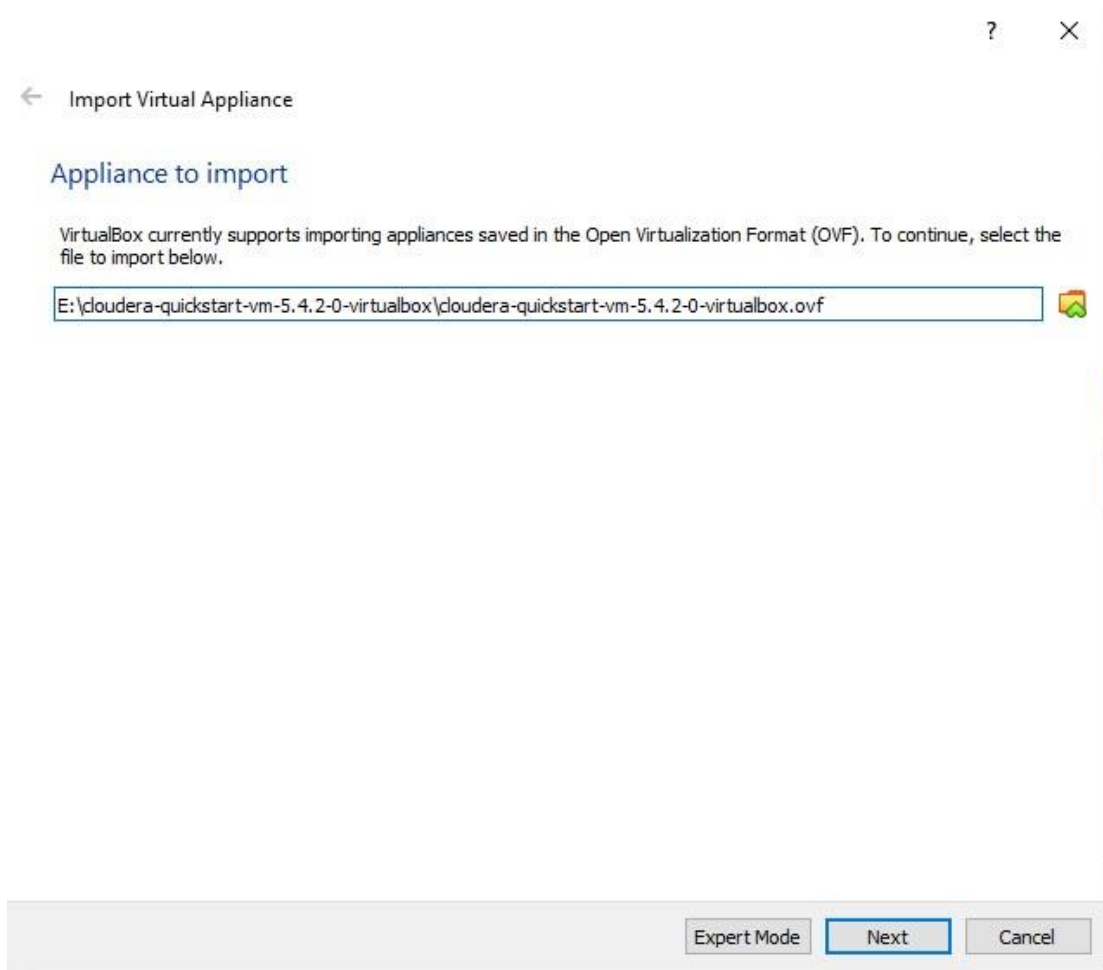 ?
Import Virtual Appliance
Appliance to import
VirtualBox currently supports importing appliances saved in the Open Virtualization Format (OVF). To continue, select the
file to import below.
E:\cloudera-quickstart-vm-5.4.2-0-virtualbox\cloudera-quickstart-vm-5.4.2-0-virtualbox.ovf
Expert Mode Next Cancel